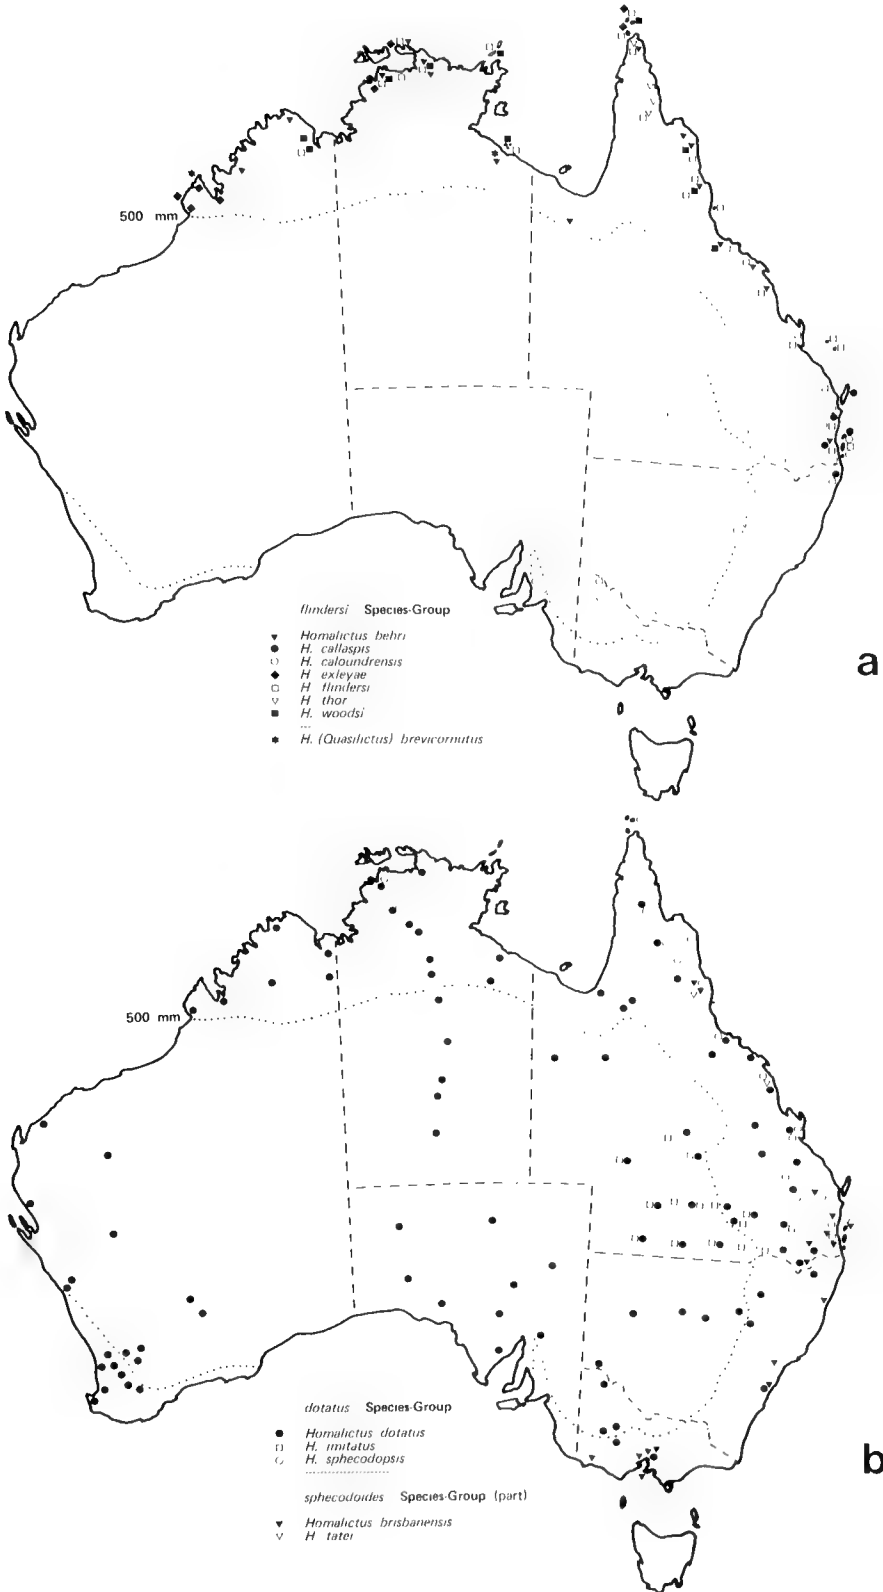 500 mm
flindersi Species-Group
Homalictus behri
H. callaspis
H. caloundrensis
H exleyae
H flindersi
H thor
H. woodsi
H. (Quasilictus) brevicornutus
a
500 mm
dotatus Species-Group
Homalictus dotatus
H. imitatus
H. sphecodopsis
sphecodoides Species-Group (part)
Homalictus brisbanensis
H tatei
b